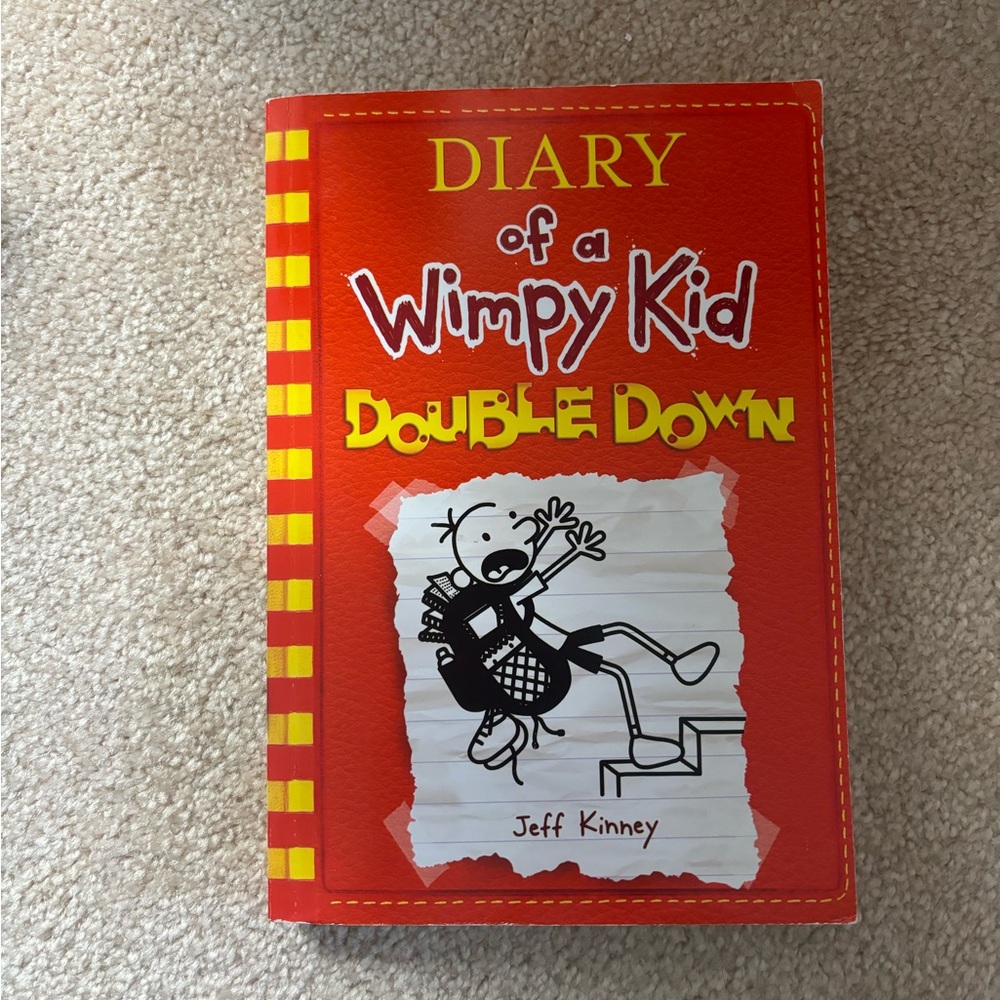 DIARY
of a
Wimpy Kid
DOUBLE DOWN
Jeff Kinney